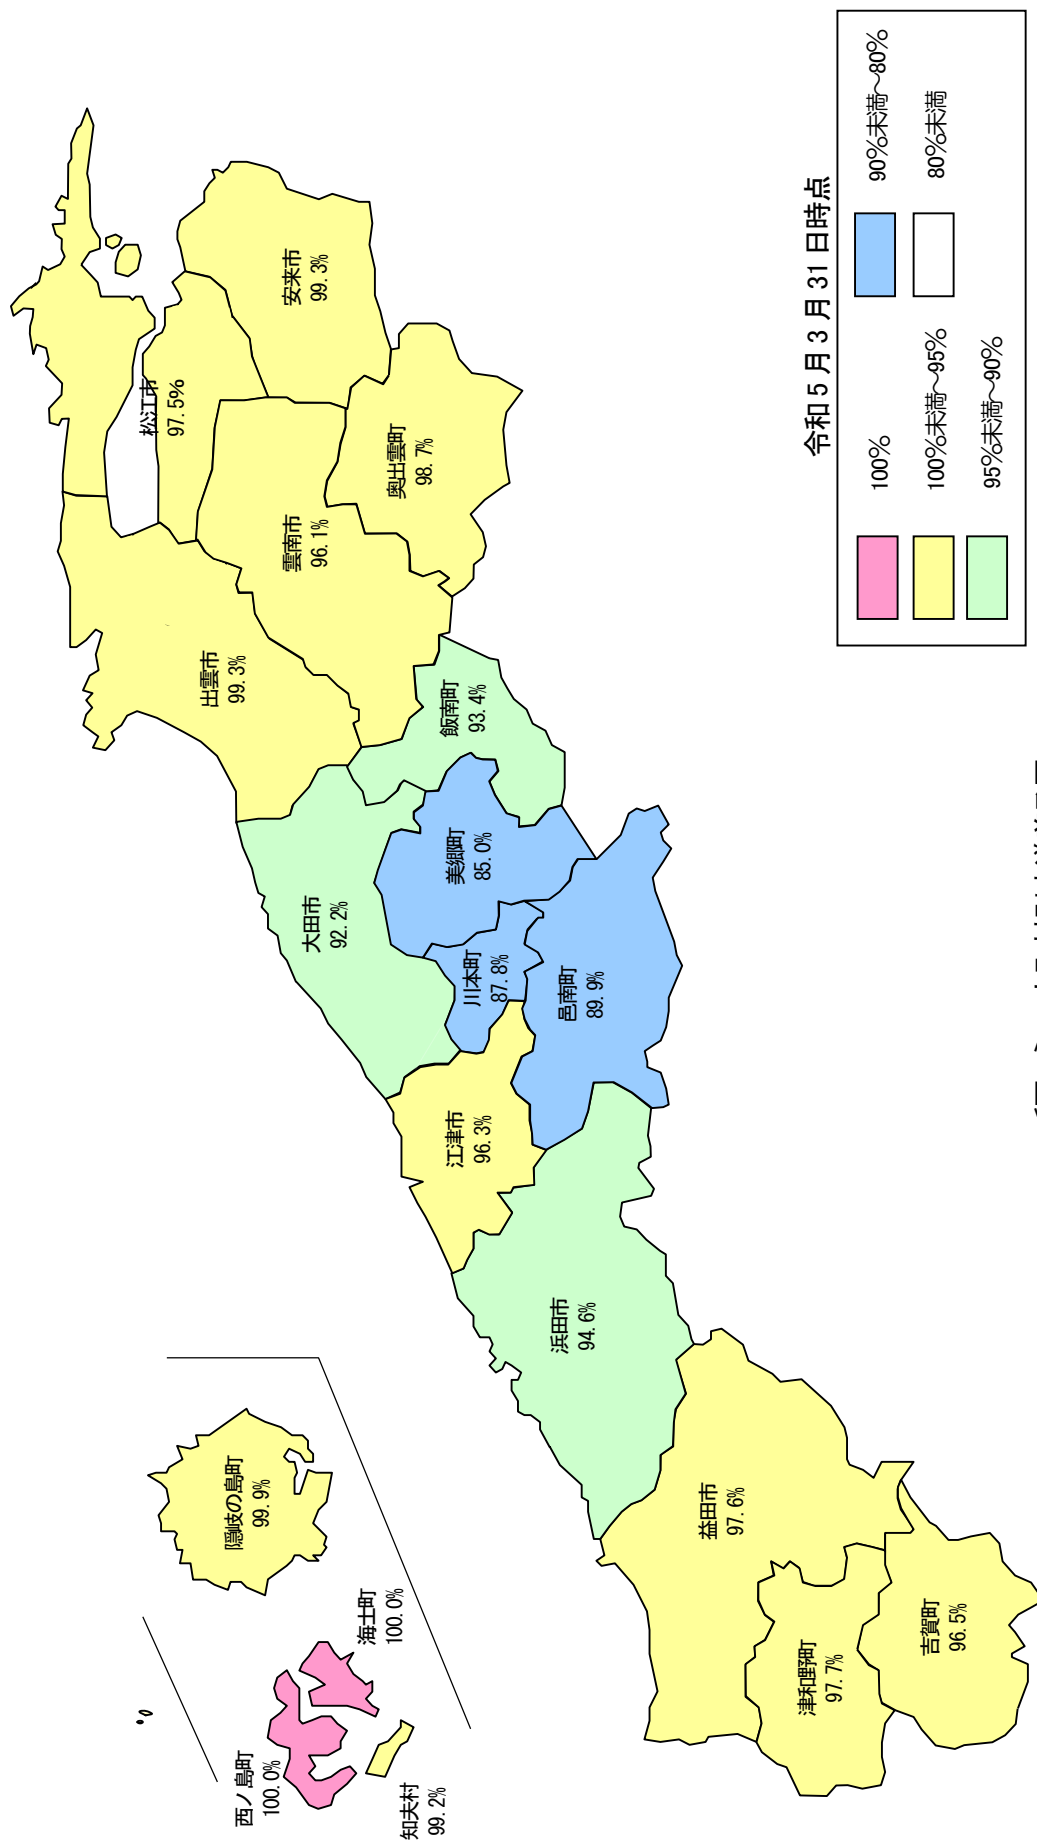 安来市
99.3%
松江市
97.5%
奥出雲町
98.7%
雲南市
96.1%
出雲市
99.3%
飯南町
93.4%
美郷町
85.0%
大田市
92.2%
川本町
87.8%
邑南町
89.9%
江津市
96.3%
浜田市
94.6%
益田市
97.6%
津和野町
97.7%
吉賀町
96.5%
隠岐の島町
99.9%
海士町
100.0%
西ノ島町
100.0%
知夫村
99.2%
令和5月3月31日時点
100%
100%未満~95%
95%未満~90%
90%未満~80%
80%未満